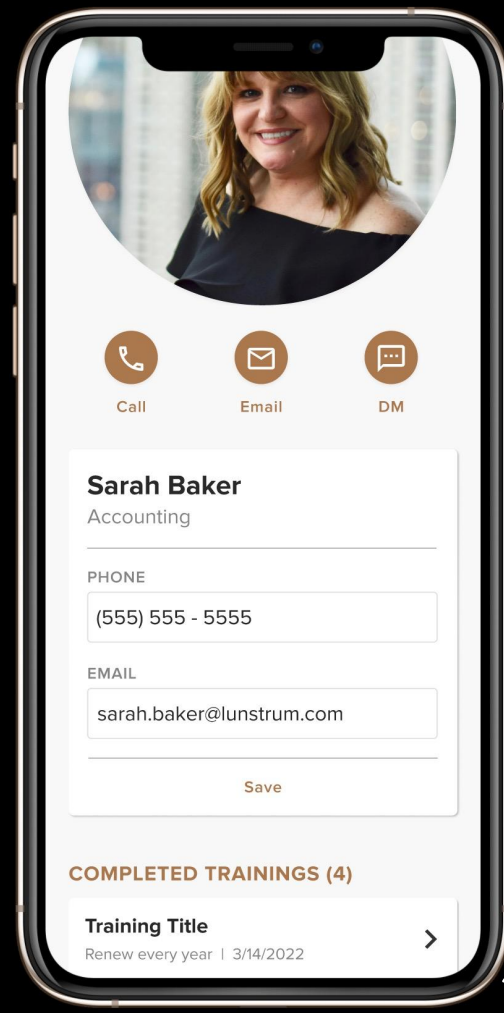 Call
Email
DM
Sarah Baker
Accounting
PHONE
(555) 555 - 5555
EMAIL
sarah.baker@lunstrum.com
Save
COMPLETED TRAININGS (4)
Training Title
Renew every year | 3/14/2022